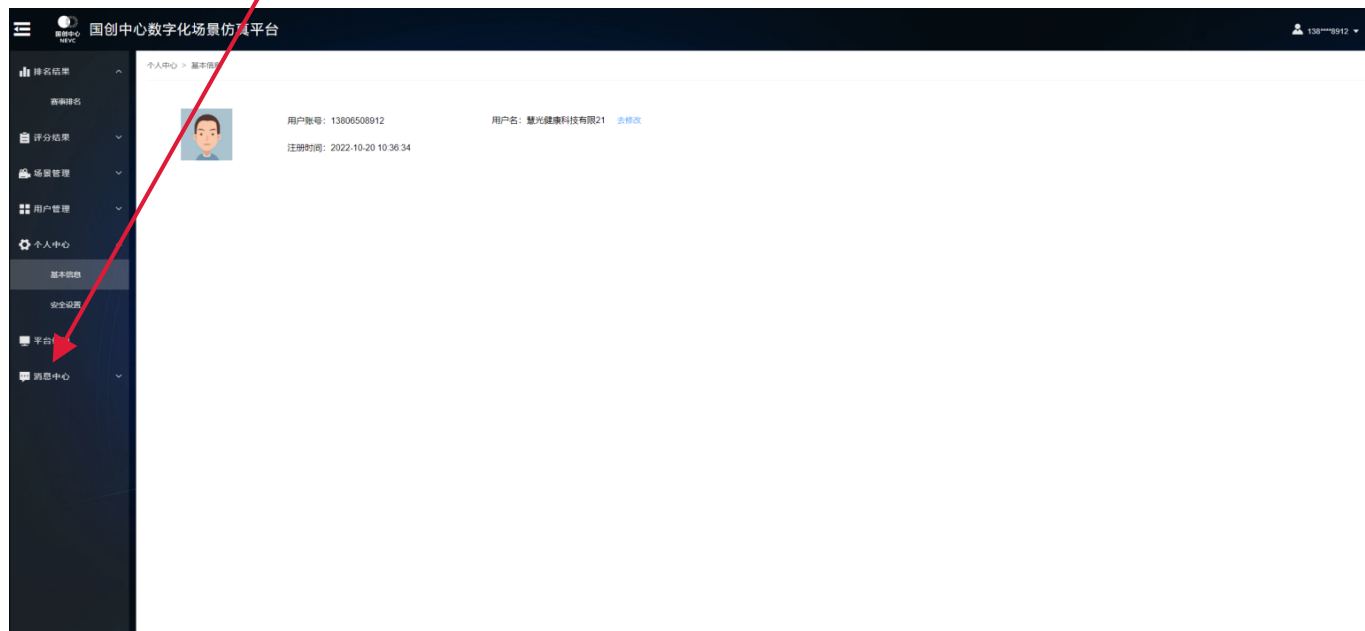 国创中心
NEVC
国创中心数字化场景仿真平台
138****8912
排名结果
赛事排名
评分结果
场景管理
用户管理
个人中心
基本信息
安全设置
平台
消息中心
个人中心 > 基本信息
用户账号：13806508912 用户名：慧光健康科技有限21 去修改
注册时间：2022-10-20 10:36:34